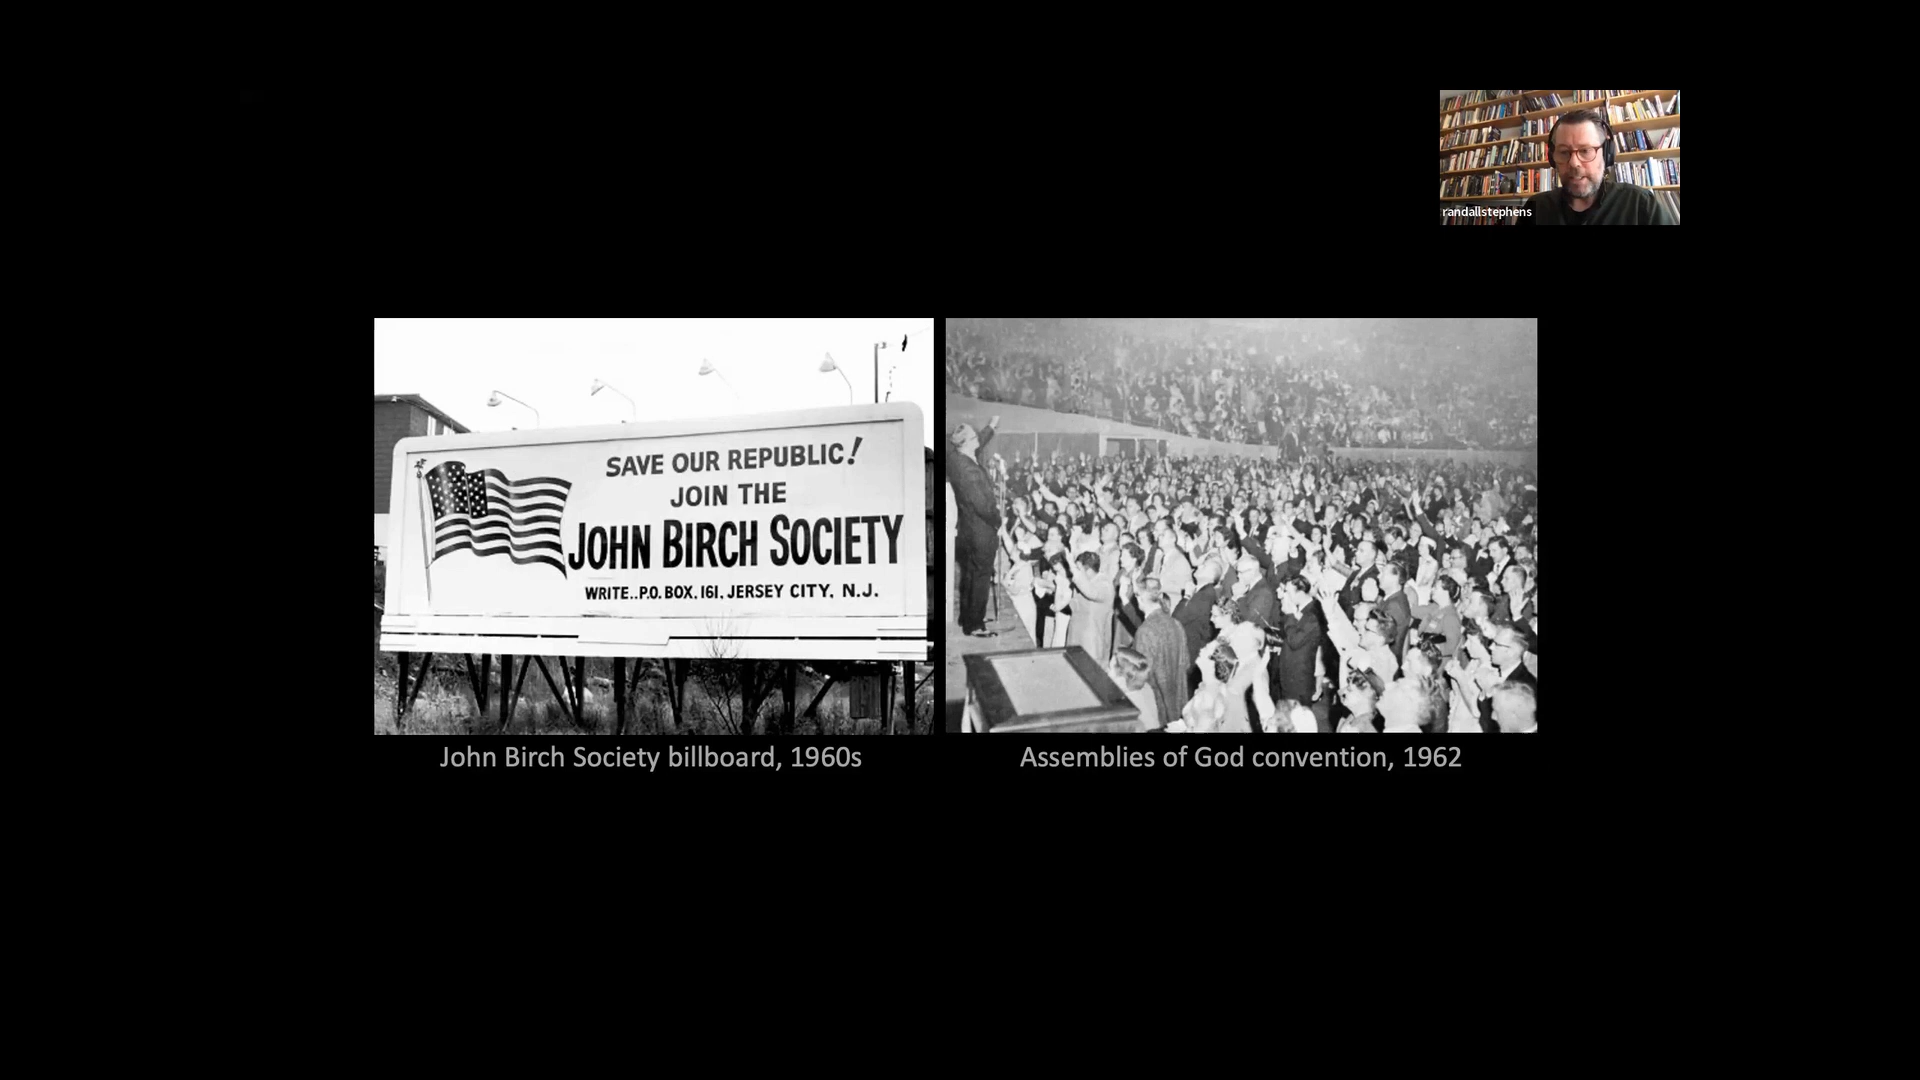 randallstephens
SAVE OUR REPUBLIC!
JOIN THE
JOHN BIRCH SOCIETY
WRITE..P.O. BOX, 161, JERSEY CITY, N.J.
John Birch Society billboard, 1960s
Assemblies of God convention, 1962